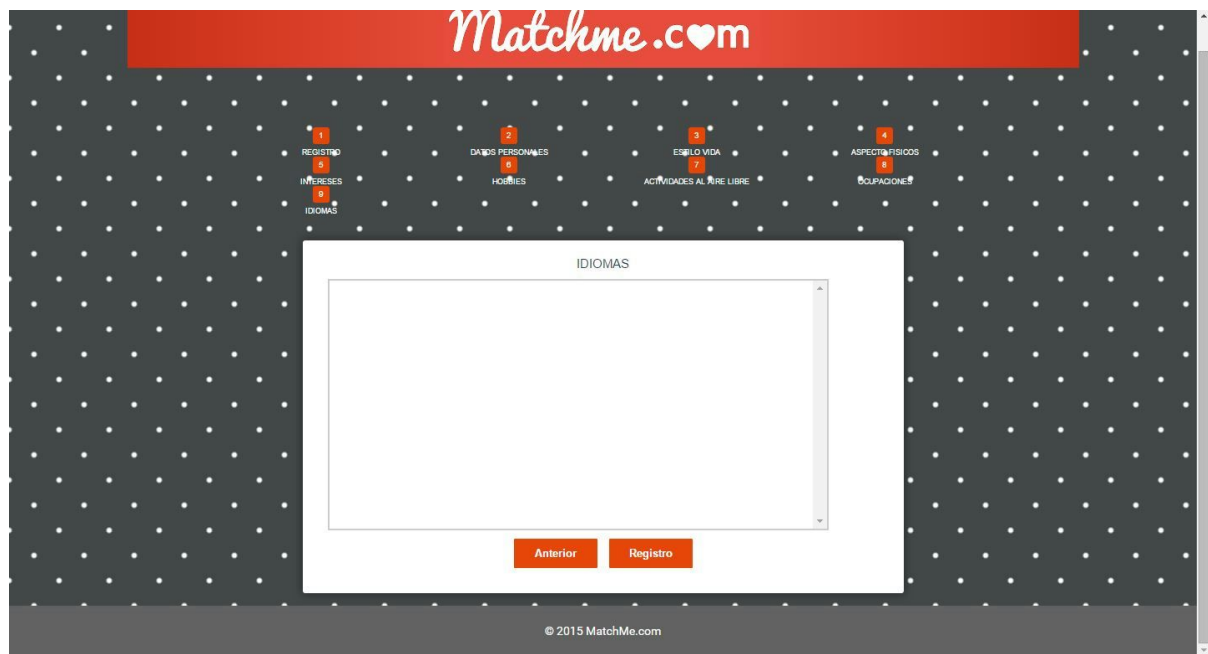 Matchme.com
1 2 3 4
REGISTRO DATOS PERSONALES ESTILO VIDA ASPECTO FISICOS
5 6 7 8
INTERESES HOBBIES ACTIVIDADES AL AIRE LIBRE OCUPACIONES
9
IDIOMAS
IDIOMAS
Anterior Registro
© 2015 MatchMe.com